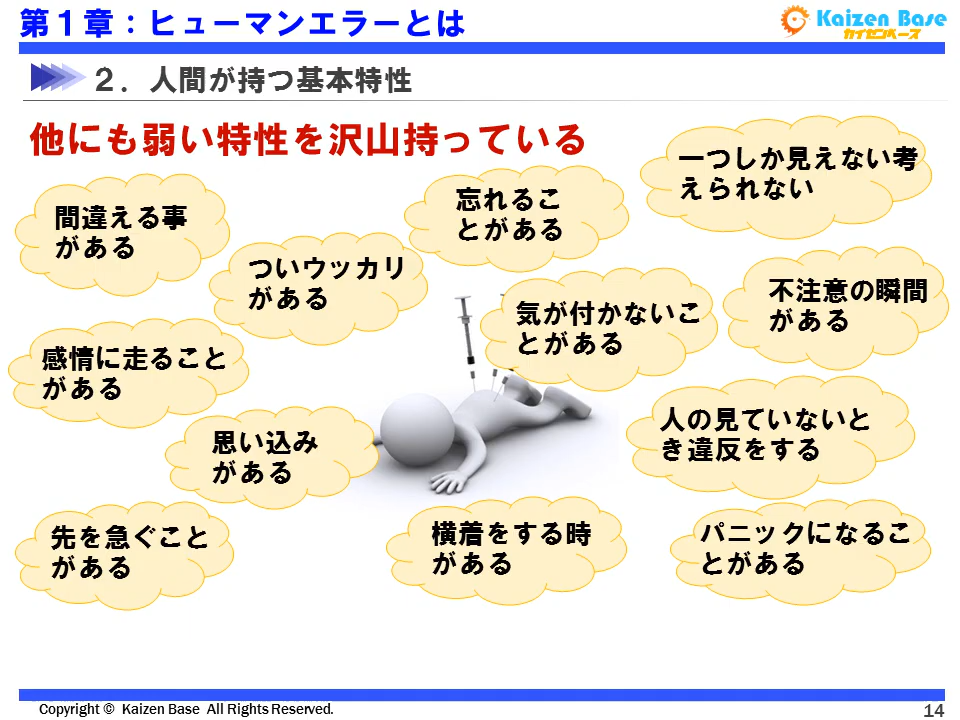 第１章：ヒューマンエラーとは
Kaizen Base
カイゼンベース
２．人間が持つ基本特性
他にも弱い特性を沢山持っている
間違える事
がある
忘れるこ
とがある
一つしか見えない考
えられない
ついウッカリ
がある
気が付かないこ
とがある
不注意の瞬間
がある
感情に走ること
がある
思い込み
がある
人の見ていないと
き違反をする
先を急ぐこと
がある
横着をする時
がある
パニックになるこ
とがある
Copyright © Kaizen Base All Rights Reserved.
14